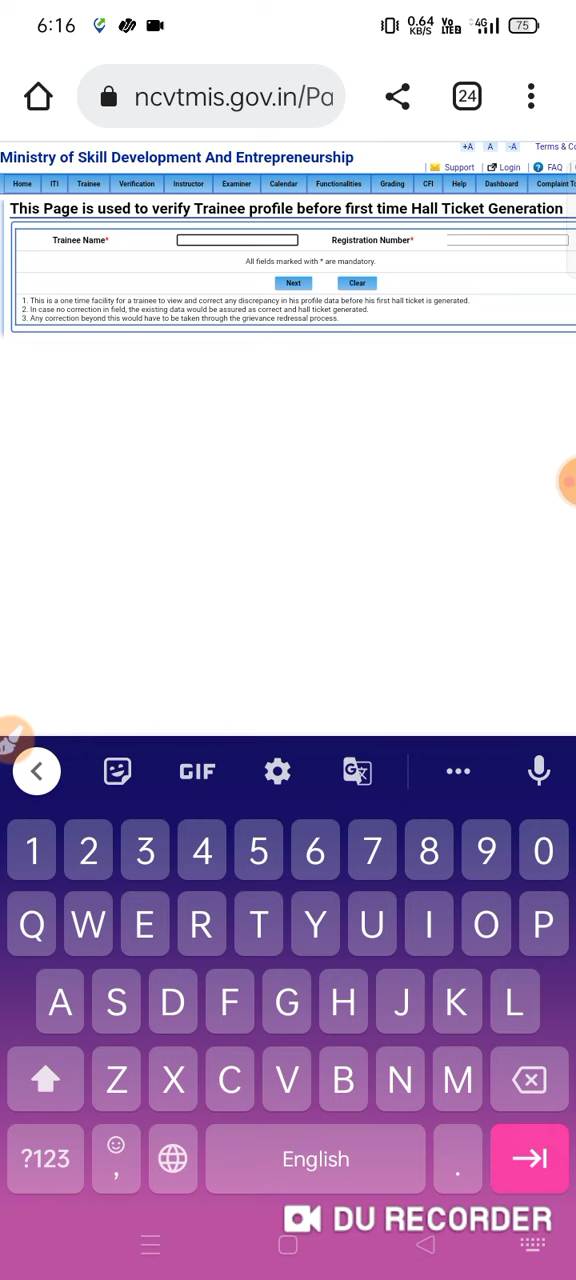 6:16 0.64 KB/S Vo LTE2 4G 75
ncvtmis.gov.in/Pa 24
+A A -A Terms & Co
Ministry of Skill Development And Entrepreneurship
Support Login FAQ
Home ITI Trainee Verification Instructor Examiner Calendar Functionalities Grading CFI Help Dashboard Complaint To
This Page is used to verify Trainee profile before first time Hall Ticket Generation
Trainee Name* Registration Number*
All fields marked with * are mandatory.
Next Clear
1. This is a one time facility for a trainee to view and correct any discrepancy in his profile data before his first hall ticket is generated.
2. In case no correction in field, the existing data would be assured as correct and hall ticket generated.
3. Any correction beyond this would have to be taken through the grievance redressal process.
GIF
1 2 3 4 5 6 7 8 9 0
Q W E R T Y U I O P
A S D F G H J K L
Z X C V B N M
?123 , English .
DU RECORDER